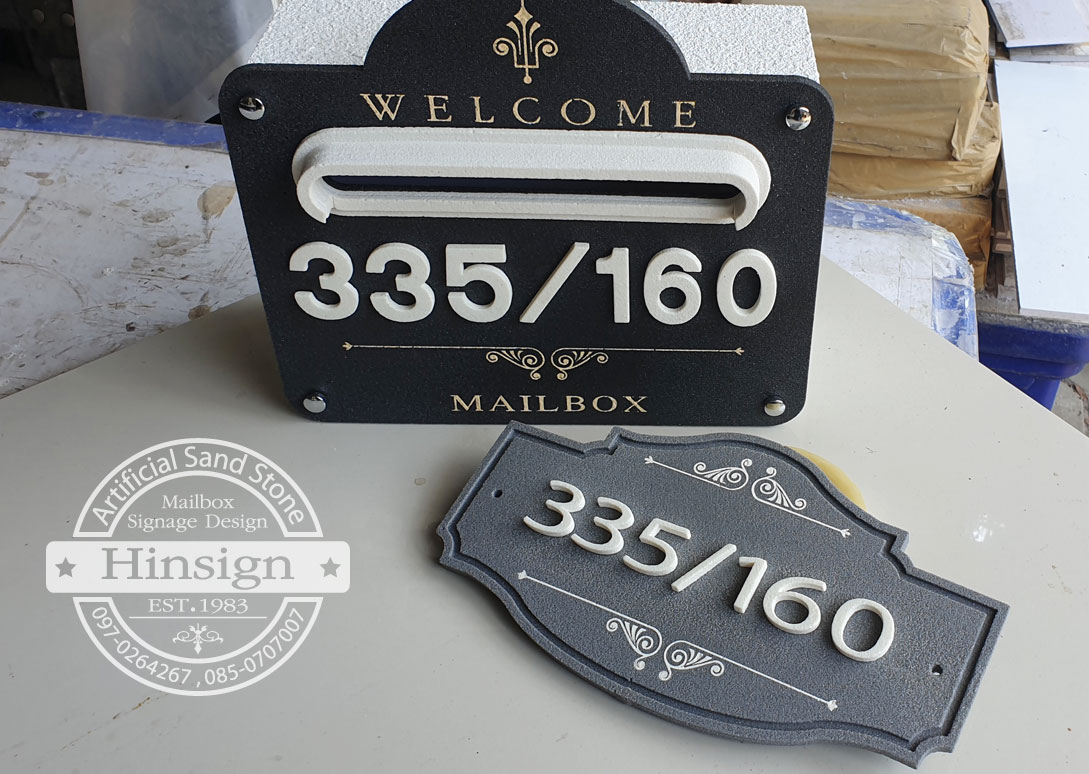 WELCOME
335/160
MAILBOX
335/160
Artificial Sand Stone
Mailbox
Signage Design
Hinsign
EST.1983
097-0264267 , 085-0707007